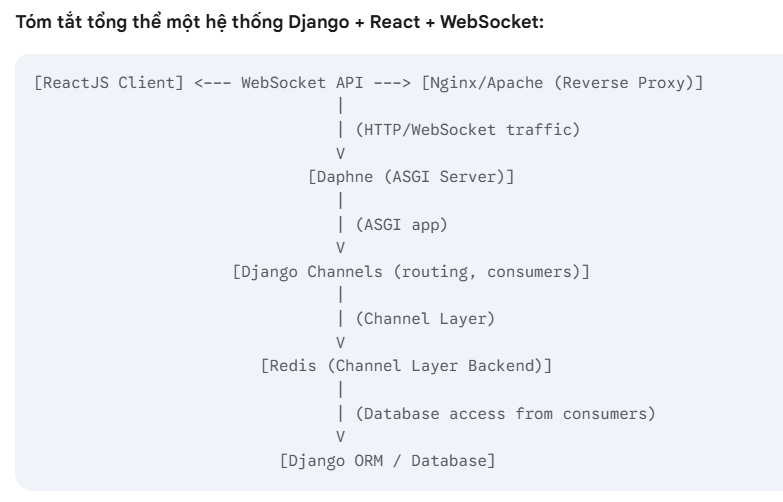 Tóm tắt tổng thể một hệ thống Django + React + WebSocket:
[ReactJS Client] <--- WebSocket API ---> [Nginx/Apache (Reverse Proxy)]
|
| (HTTP/WebSocket traffic)
V
[Daphne (ASGI Server)]
|
| (ASGI app)
V
[Django Channels (routing, consumers)]
|
| (Channel Layer)
V
[Redis (Channel Layer Backend)]
|
| (Database access from consumers)
V
[Django ORM / Database]